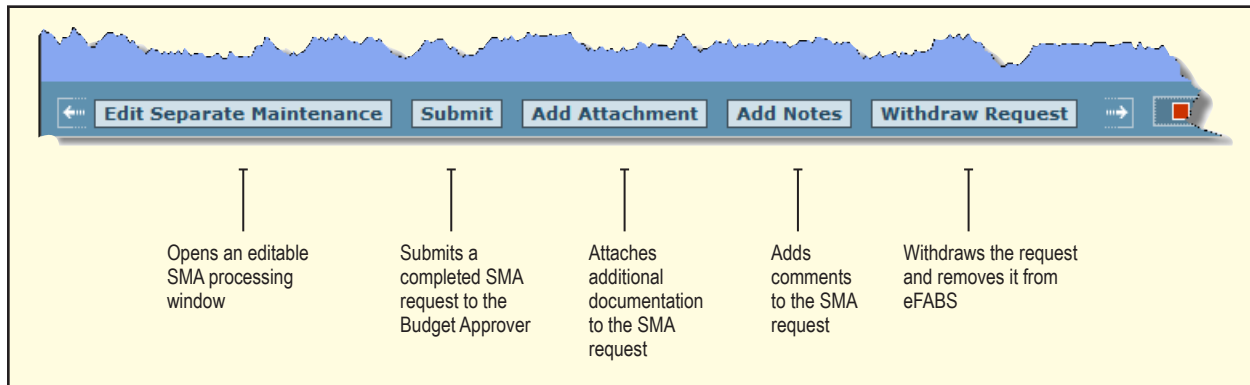 Edit Separate Maintenance Submit Add Attachment Add Notes Withdraw Request
Opens an editable
SMA processing
window
Submits a
completed SMA
request to the
Budget Approver
Attaches
additional
documentation
to the SMA
request
Adds
comments
to the SMA
request
Withdraws the request
and removes it from
eFABS